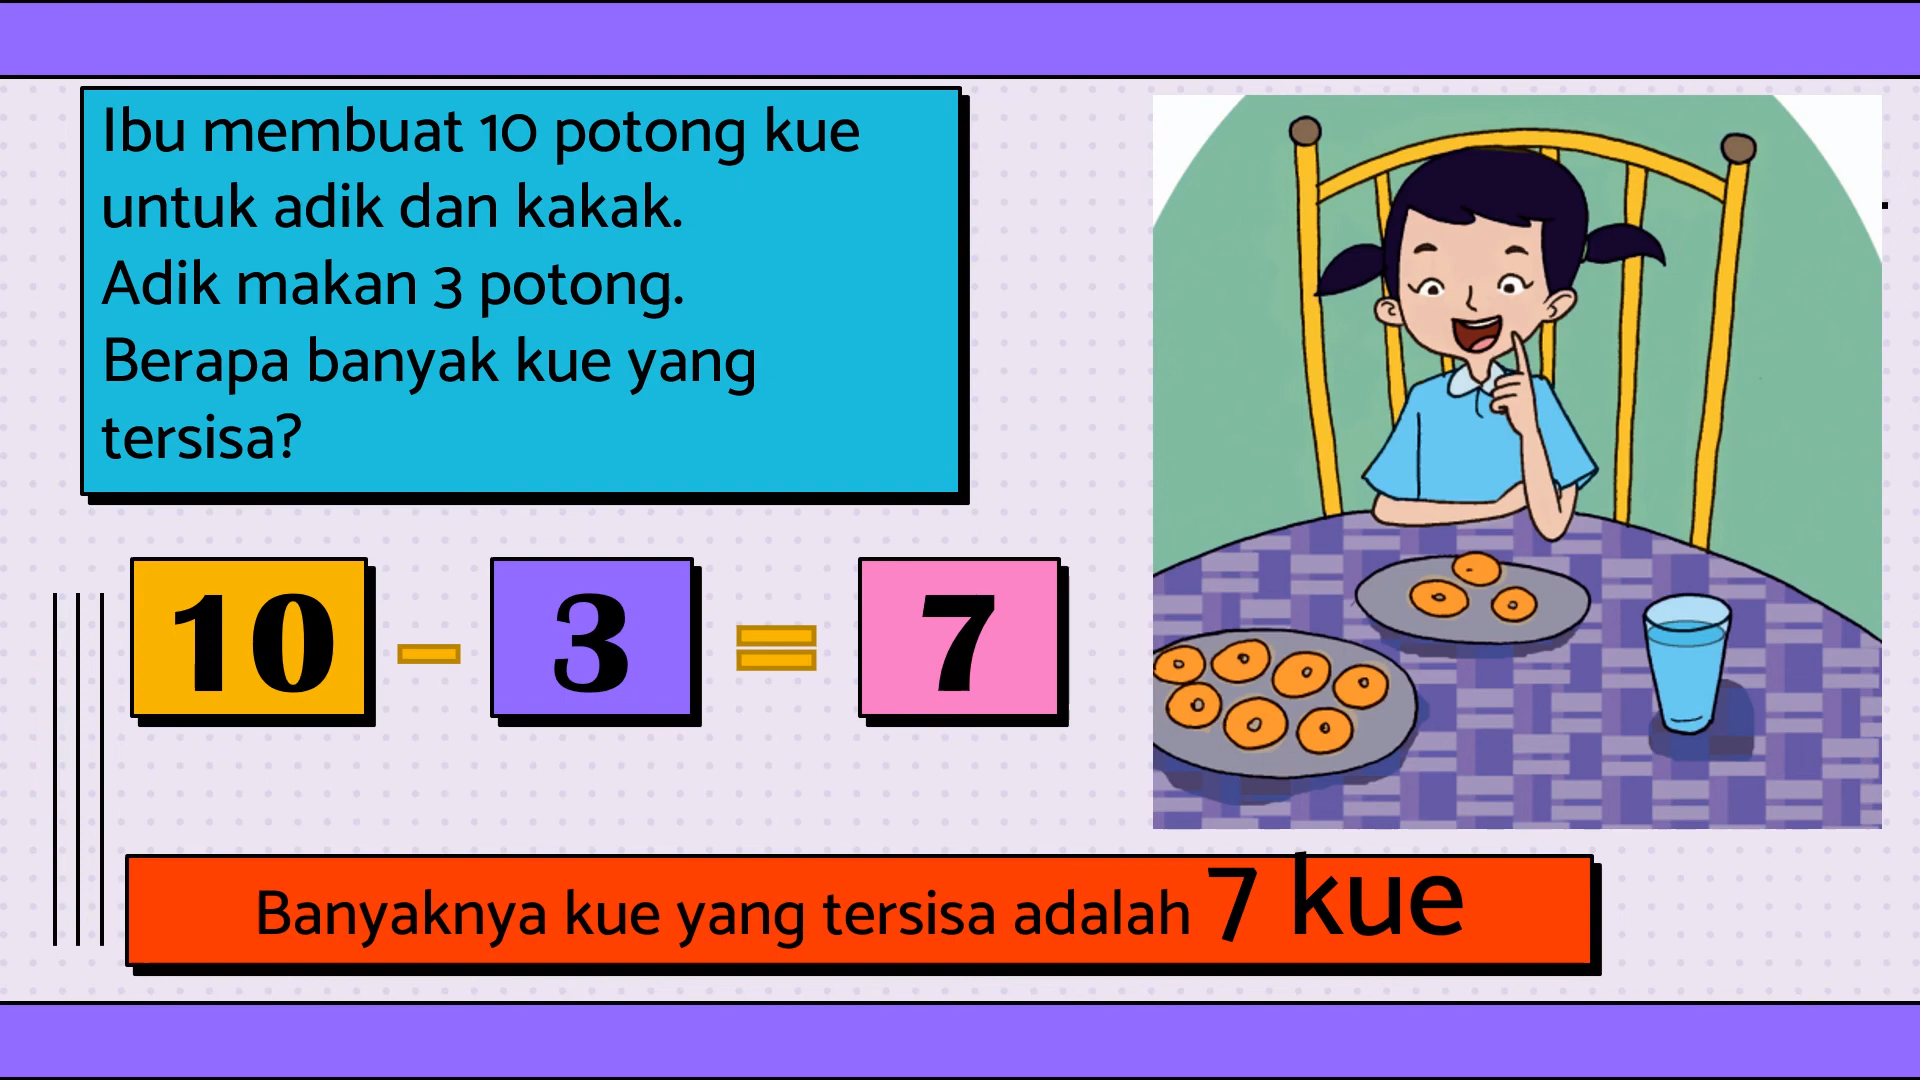 Ibu membuat 10 potong kue
untuk adik dan kakak.
Adik makan 3 potong.
Berapa banyak kue yang
tersisa?
10 - 3 = 7
Banyaknya kue yang tersisa adalah 7 kue